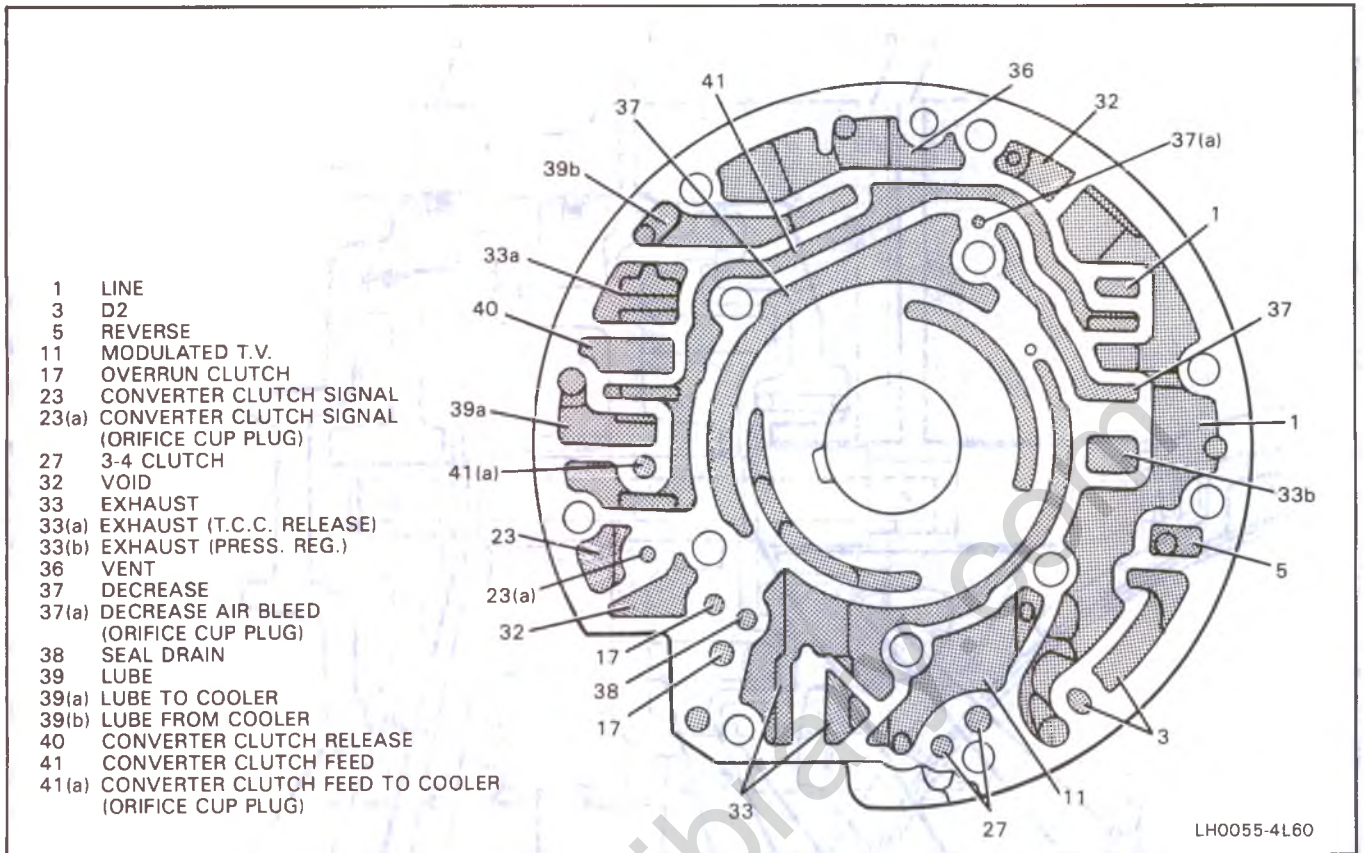 1 LINE
3 D2
5 REVERSE
11 MODULATED T.V.
17 OVERRUN CLUTCH
23 CONVERTER CLUTCH SIGNAL
23(a) CONVERTER CLUTCH SIGNAL
(ORIFICE CUP PLUG)
27 3-4 CLUTCH
32 VOID
33 EXHAUST
33(a) EXHAUST (T.C.C. RELEASE)
33(b) EXHAUST (PRESS. REG.)
36 VENT
37 DECREASE
37(a) DECREASE AIR BLEED
(ORIFICE CUP PLUG)
38 SEAL DRAIN
39 LUBE
39(a) LUBE TO COOLER
39(b) LUBE FROM COOLER
40 CONVERTER CLUTCH RELEASE
41 CONVERTER CLUTCH FEED
41(a) CONVERTER CLUTCH FEED TO COOLER
(ORIFICE CUP PLUG)
36
41
32
37
37(a)
39b
1
33a
40
37
39a
1
41(a)
33b
23
5
23(a)
32
17
38
17
3
33
11
27
LH0055-4L60